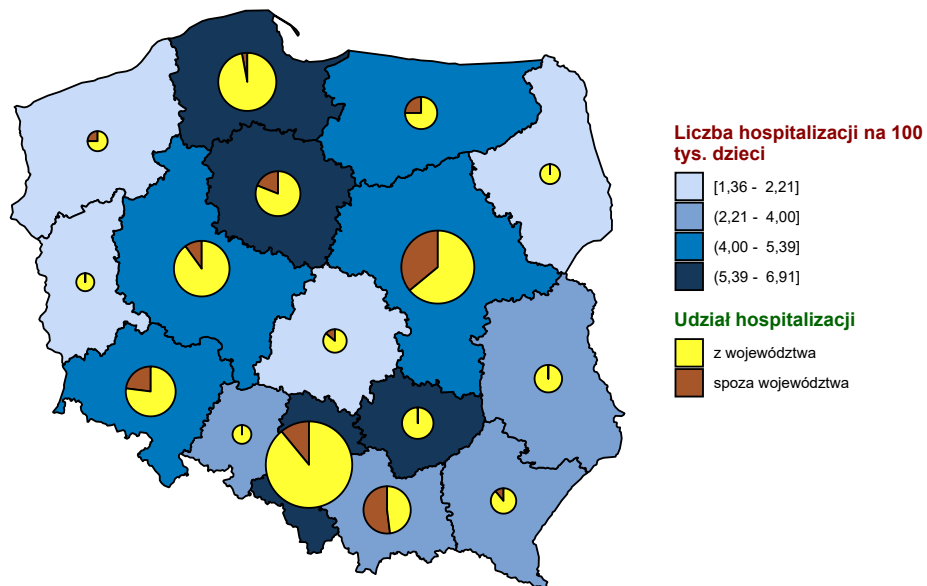 Liczba hospitalizacji na 100
tys. dzieci
[1,36 - 2,21]
(2,21 - 4,00]
(4,00 - 5,39]
(5,39 - 6,91]
Udział hospitalizacji
z województwa
spoza województwa